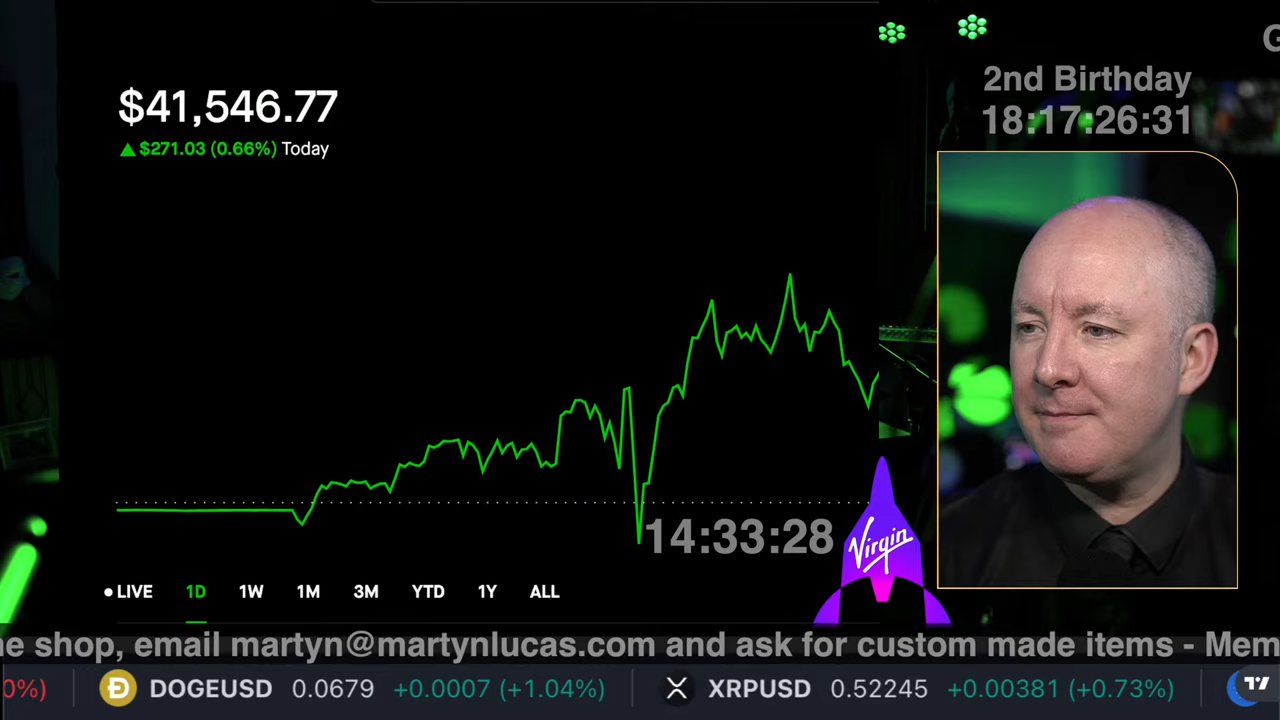 $41,546.77
▲ $271.03 (0.66%) Today
2nd Birthday
18:17:26:31
14:33:28
Virgin
LIVE 1D 1W 1M 3M YTD 1Y ALL
e shop, email martyn@martynlucas.com and ask for custom made items - Mem
0%) DOGEUSD 0.0679 +0.0007 (+1.04%) XRPUSD 0.52245 +0.00381 (+0.73%)